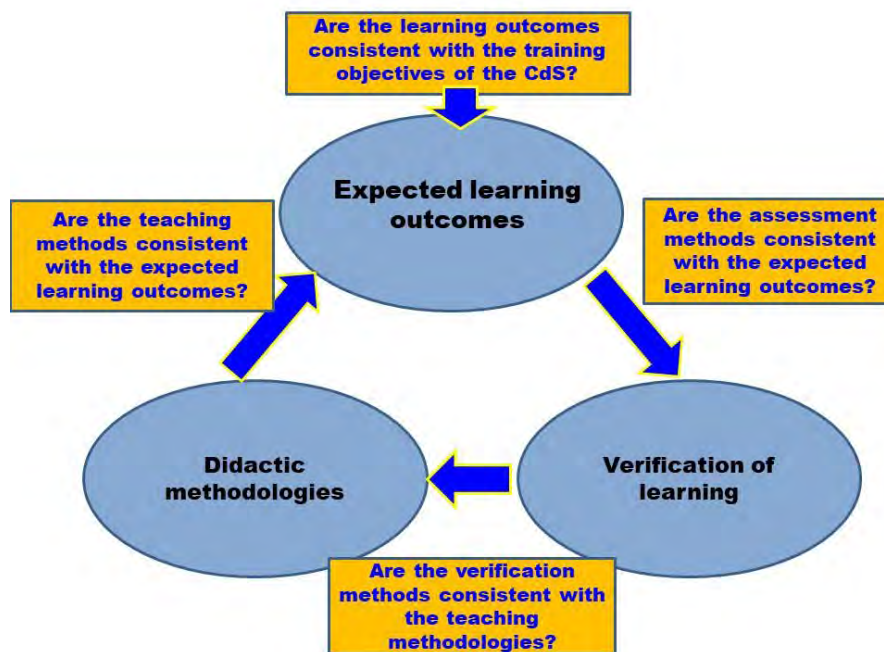 Are the learning outcomes
consistent with the training
objectives of the CdS?
Expected learning
outcomes
Are the teaching
methods consistent
with the expected
learning outcomes?
Are the assessment
methods consistent
with the expected
learning outcomes?
Didactic
methodologies
Verification of
learning
Are the verification
methods consistent with
the teaching
methodologies?